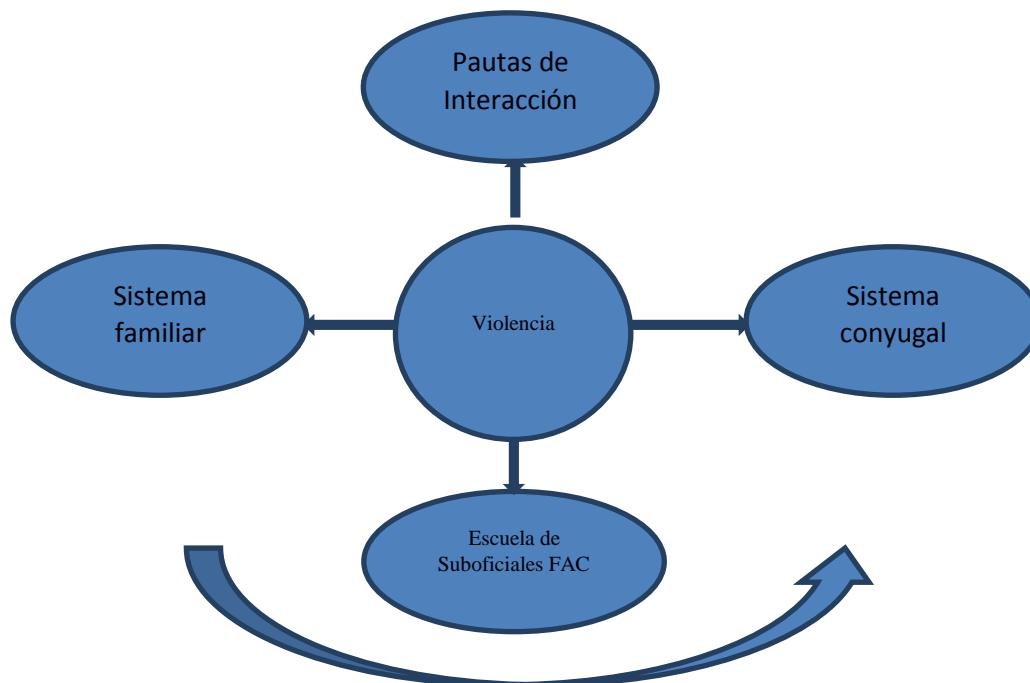 Pautas de
Interacción
Sistema
familiar
Violencia
Sistema
conyugal
Escuela de
Suboficiales FAC